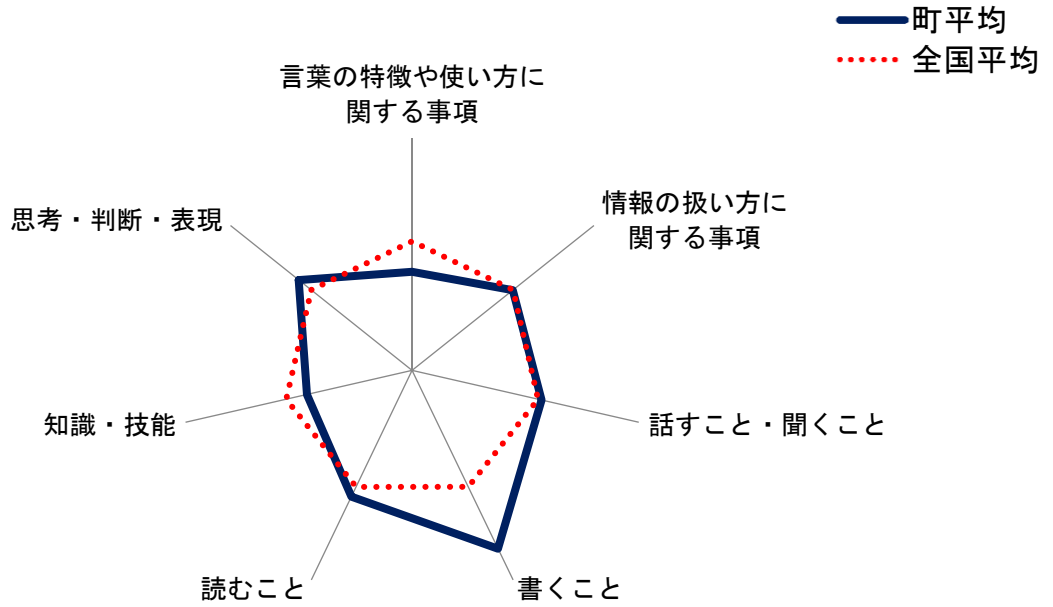 町平均
全国平均
言葉の特徴や使い方に
関する事項
情報の扱い方に
関する事項
思考・判断・表現
知識・技能
話すこと・聞くこと
読むこと
書くこと